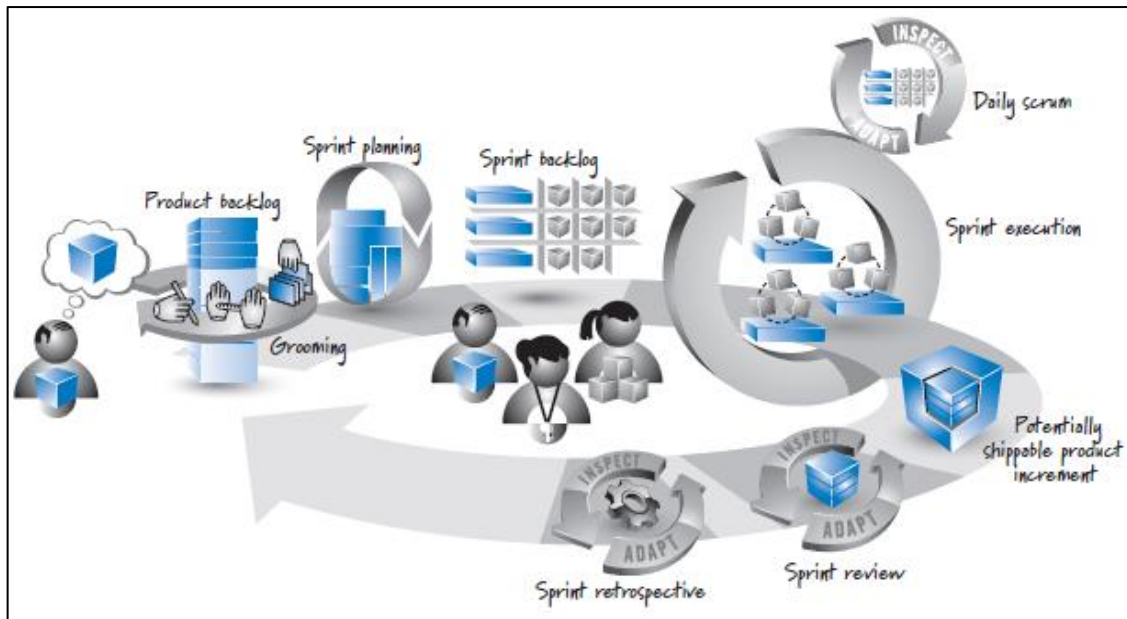 INSPECT
ADAPT
Daily scrum
Sprint planning
Sprint backlog
Product backlog
Sprint execution
Grooming
Potentially
shippable product
increment
INSPECT
ADAPT
Sprint review
INSPECT
ADAPT
Sprint retrospective